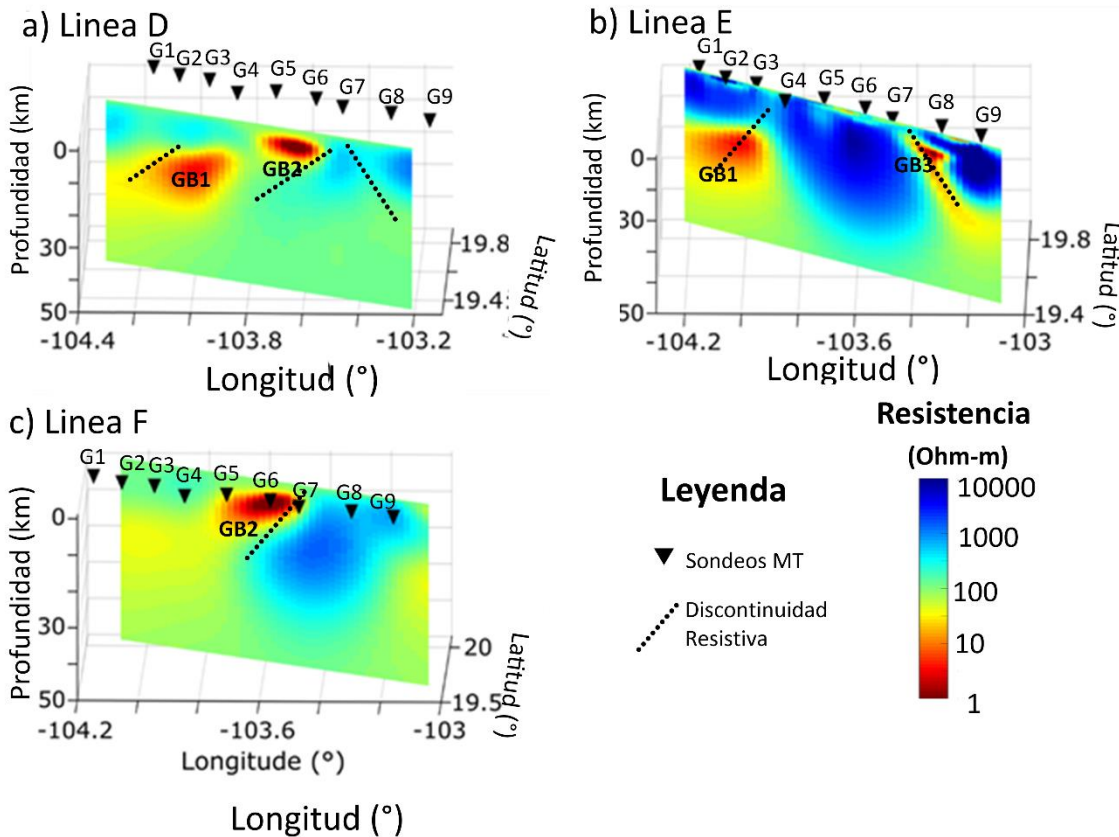 a) Linea D
G1 G2 G3 G4 G5 G6 G7 G8 G9
Profundidad (km)
0
30
50
GB1
GB2
19.8
19.4
Latitud (°)
-104.4 -103.8 -103.2
Longitud (°)
b) Linea E
G1 G2 G3 G4 G5 G6 G7 G8 G9
Profundidad (km)
0
30
50
GB1
GB3
19.8
19.4
Latitud (°)
-104.2 -103.6 -103
Longitud (°)
c) Linea F
G1 G2 G3 G4 G5 G6 G7 G8 G9
Profundidad (km)
0
30
50
GB2
20
19.5
Latitud (°)
-104.2 -103.6 -103
Longitude (°)
Longitud (°)
Leyenda
Sondeos MT
Discontinuidad
Resistiva
Resistencia
(Ohm-m)
10000
1000
100
10
1